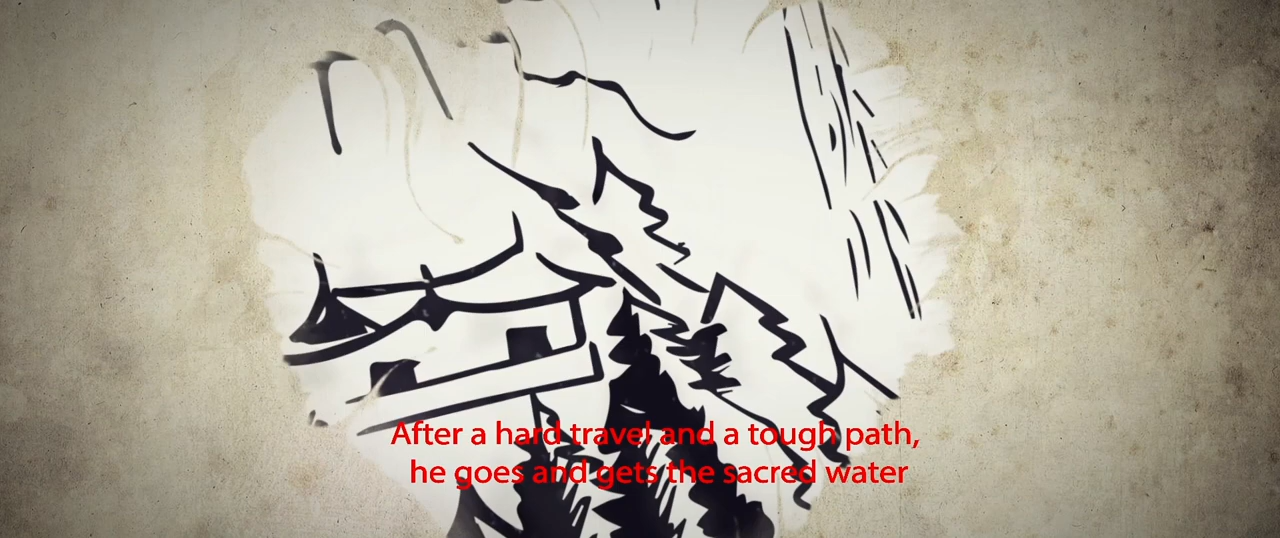 After a hard travel and a tough path,
he goes and gets the sacred water